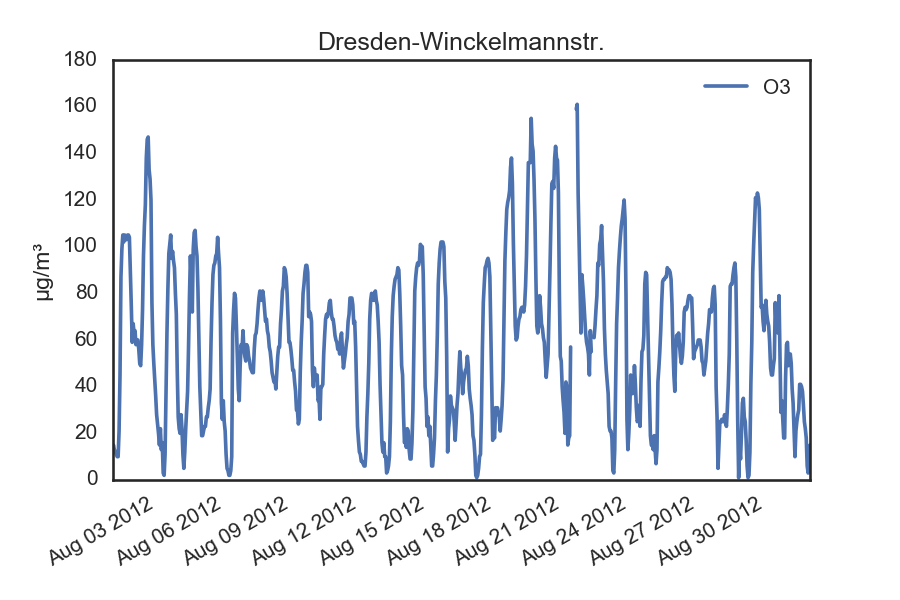 Dresden-Winckelmannstr.
O3
µg/m³
180
160
140
120
100
80
60
40
20
0
Aug 03 2012
Aug 06 2012
Aug 09 2012
Aug 12 2012
Aug 15 2012
Aug 18 2012
Aug 21 2012
Aug 24 2012
Aug 27 2012
Aug 30 2012